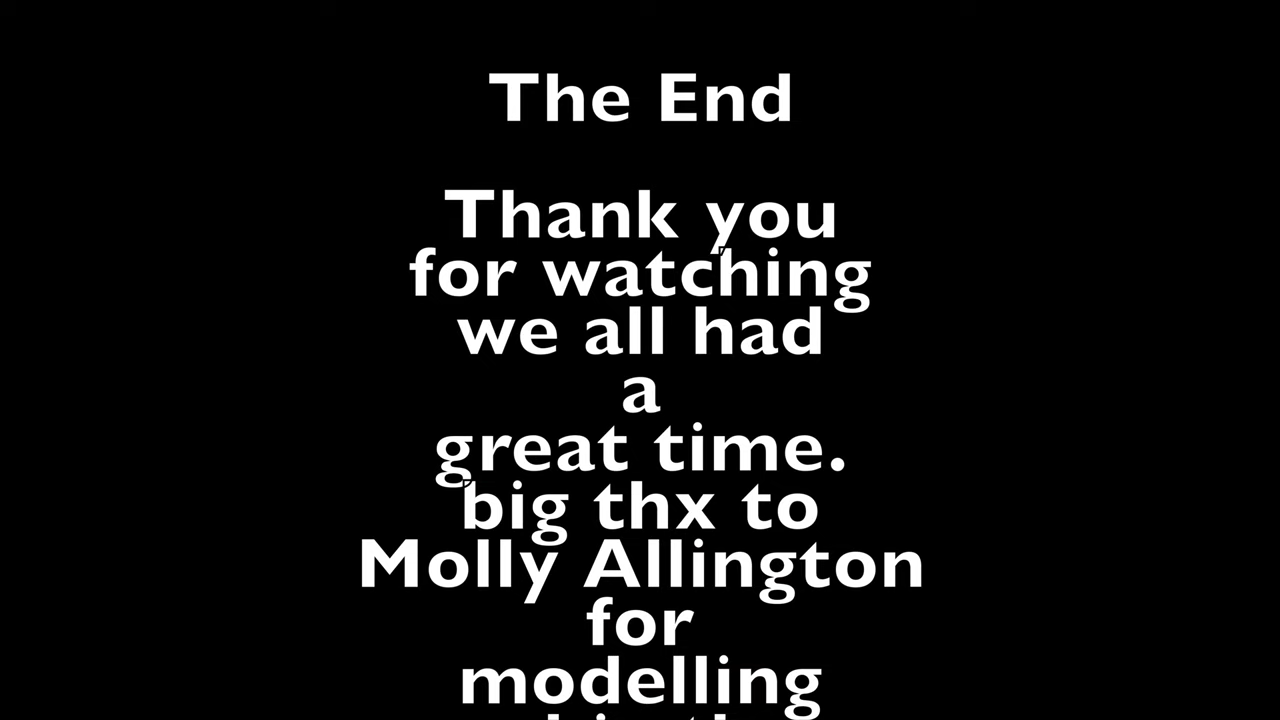 The End
Thank you
for watching
we all had
a
great time.
big thx to
Molly Allington
for
modelling